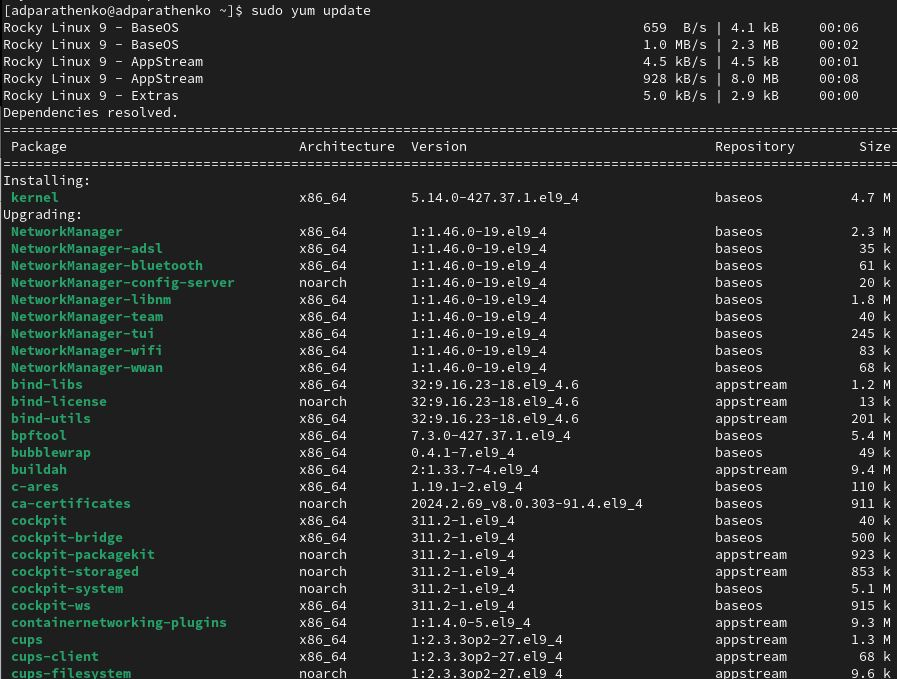 [adparathenko@adparathenko ~]$ sudo yum update
Rocky Linux 9 - BaseOS 659 B/s | 4.1 kB 00:06
Rocky Linux 9 - BaseOS 1.0 MB/s | 2.3 MB 00:02
Rocky Linux 9 - AppStream 4.5 kB/s | 4.5 kB 00:01
Rocky Linux 9 - AppStream 928 kB/s | 8.0 MB 00:08
Rocky Linux 9 - Extras 5.0 kB/s | 2.9 kB 00:00
Dependencies resolved.
================================================================================================================
Package Architecture Version Repository Size
================================================================================================================
Installing:
kernel x86_64 5.14.0-427.37.1.el9_4 baseos 4.7 M
Upgrading:
NetworkManager x86_64 1:1.46.0-19.el9_4 baseos 2.3 M
NetworkManager-adsl x86_64 1:1.46.0-19.el9_4 baseos 35 k
NetworkManager-bluetooth x86_64 1:1.46.0-19.el9_4 baseos 61 k
NetworkManager-config-server noarch 1:1.46.0-19.el9_4 baseos 20 k
NetworkManager-libnm x86_64 1:1.46.0-19.el9_4 baseos 1.8 M
NetworkManager-team x86_64 1:1.46.0-19.el9_4 baseos 40 k
NetworkManager-tui x86_64 1:1.46.0-19.el9_4 baseos 245 k
NetworkManager-wifi x86_64 1:1.46.0-19.el9_4 baseos 83 k
NetworkManager-wwan x86_64 1:1.46.0-19.el9_4 baseos 68 k
bind-libs x86_64 32:9.16.23-18.el9_4.6 appstream 1.2 M
bind-license noarch 32:9.16.23-18.el9_4.6 appstream 13 k
bind-utils x86_64 32:9.16.23-18.el9_4.6 appstream 201 k
bpftool x86_64 7.3.0-427.37.1.el9_4 baseos 5.4 M
bubblewrap x86_64 0.4.1-7.el9_4 baseos 49 k
buildah x86_64 2:1.33.7-4.el9_4 appstream 9.4 M
c-ares x86_64 1.19.1-2.el9_4 baseos 110 k
ca-certificates noarch 2024.2.69_v8.0.303-91.4.el9_4 baseos 911 k
cockpit x86_64 311.2-1.el9_4 baseos 40 k
cockpit-bridge x86_64 311.2-1.el9_4 baseos 500 k
cockpit-packagekit noarch 311.2-1.el9_4 appstream 923 k
cockpit-storaged noarch 311.2-1.el9_4 appstream 853 k
cockpit-system noarch 311.2-1.el9_4 baseos 5.1 M
cockpit-ws x86_64 311.2-1.el9_4 baseos 915 k
containernetworking-plugins x86_64 1:1.4.0-5.el9_4 appstream 9.3 M
cups x86_64 1:2.3.3op2-27.el9_4 appstream 1.3 M
cups-client x86_64 1:2.3.3op2-27.el9_4 appstream 68 k
cups-filesystem noarch 1:2.3.3op2-27.el9_4 appstream 9.6 k